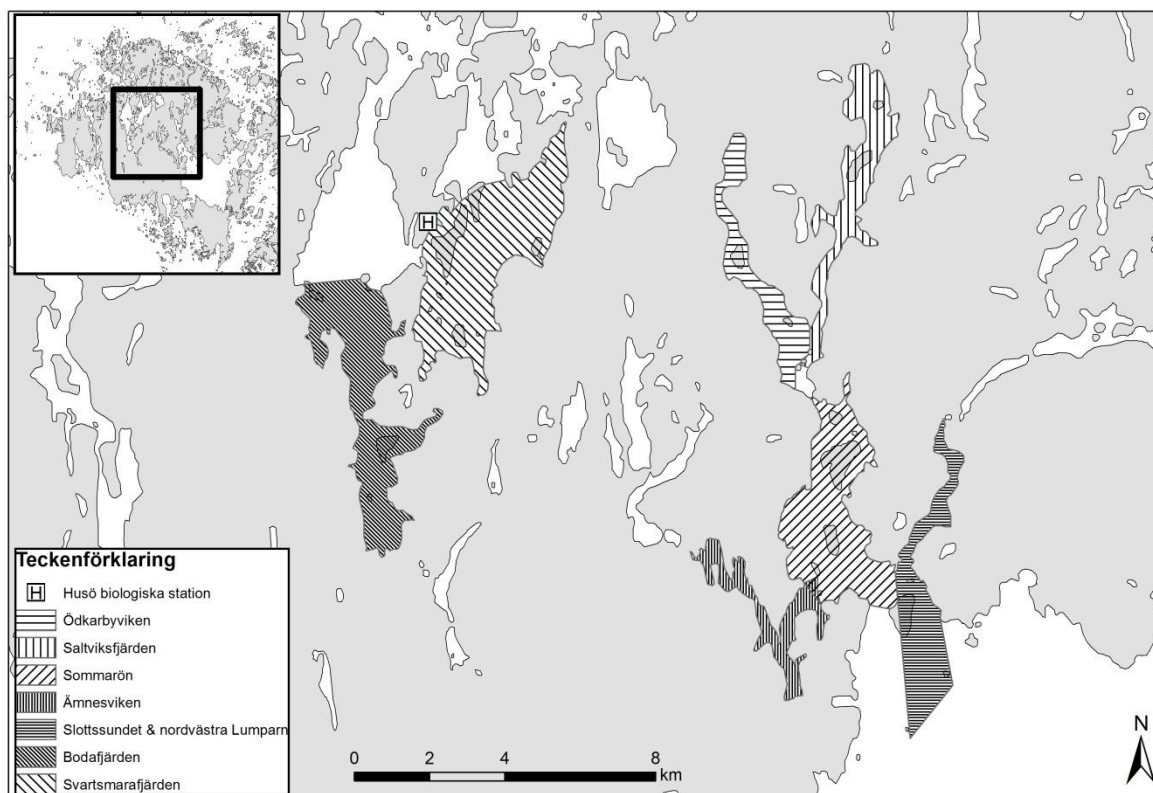 H
Teckenförklaring
H Husö biologiska station
Ödkarbyviken
Saltviksfjärden
Sommarön
Ämnesviken
Slottssundet & nordvästra Lumparn
Bodafjärden
Svartsmarafjärden
0 2 4 8
km
N